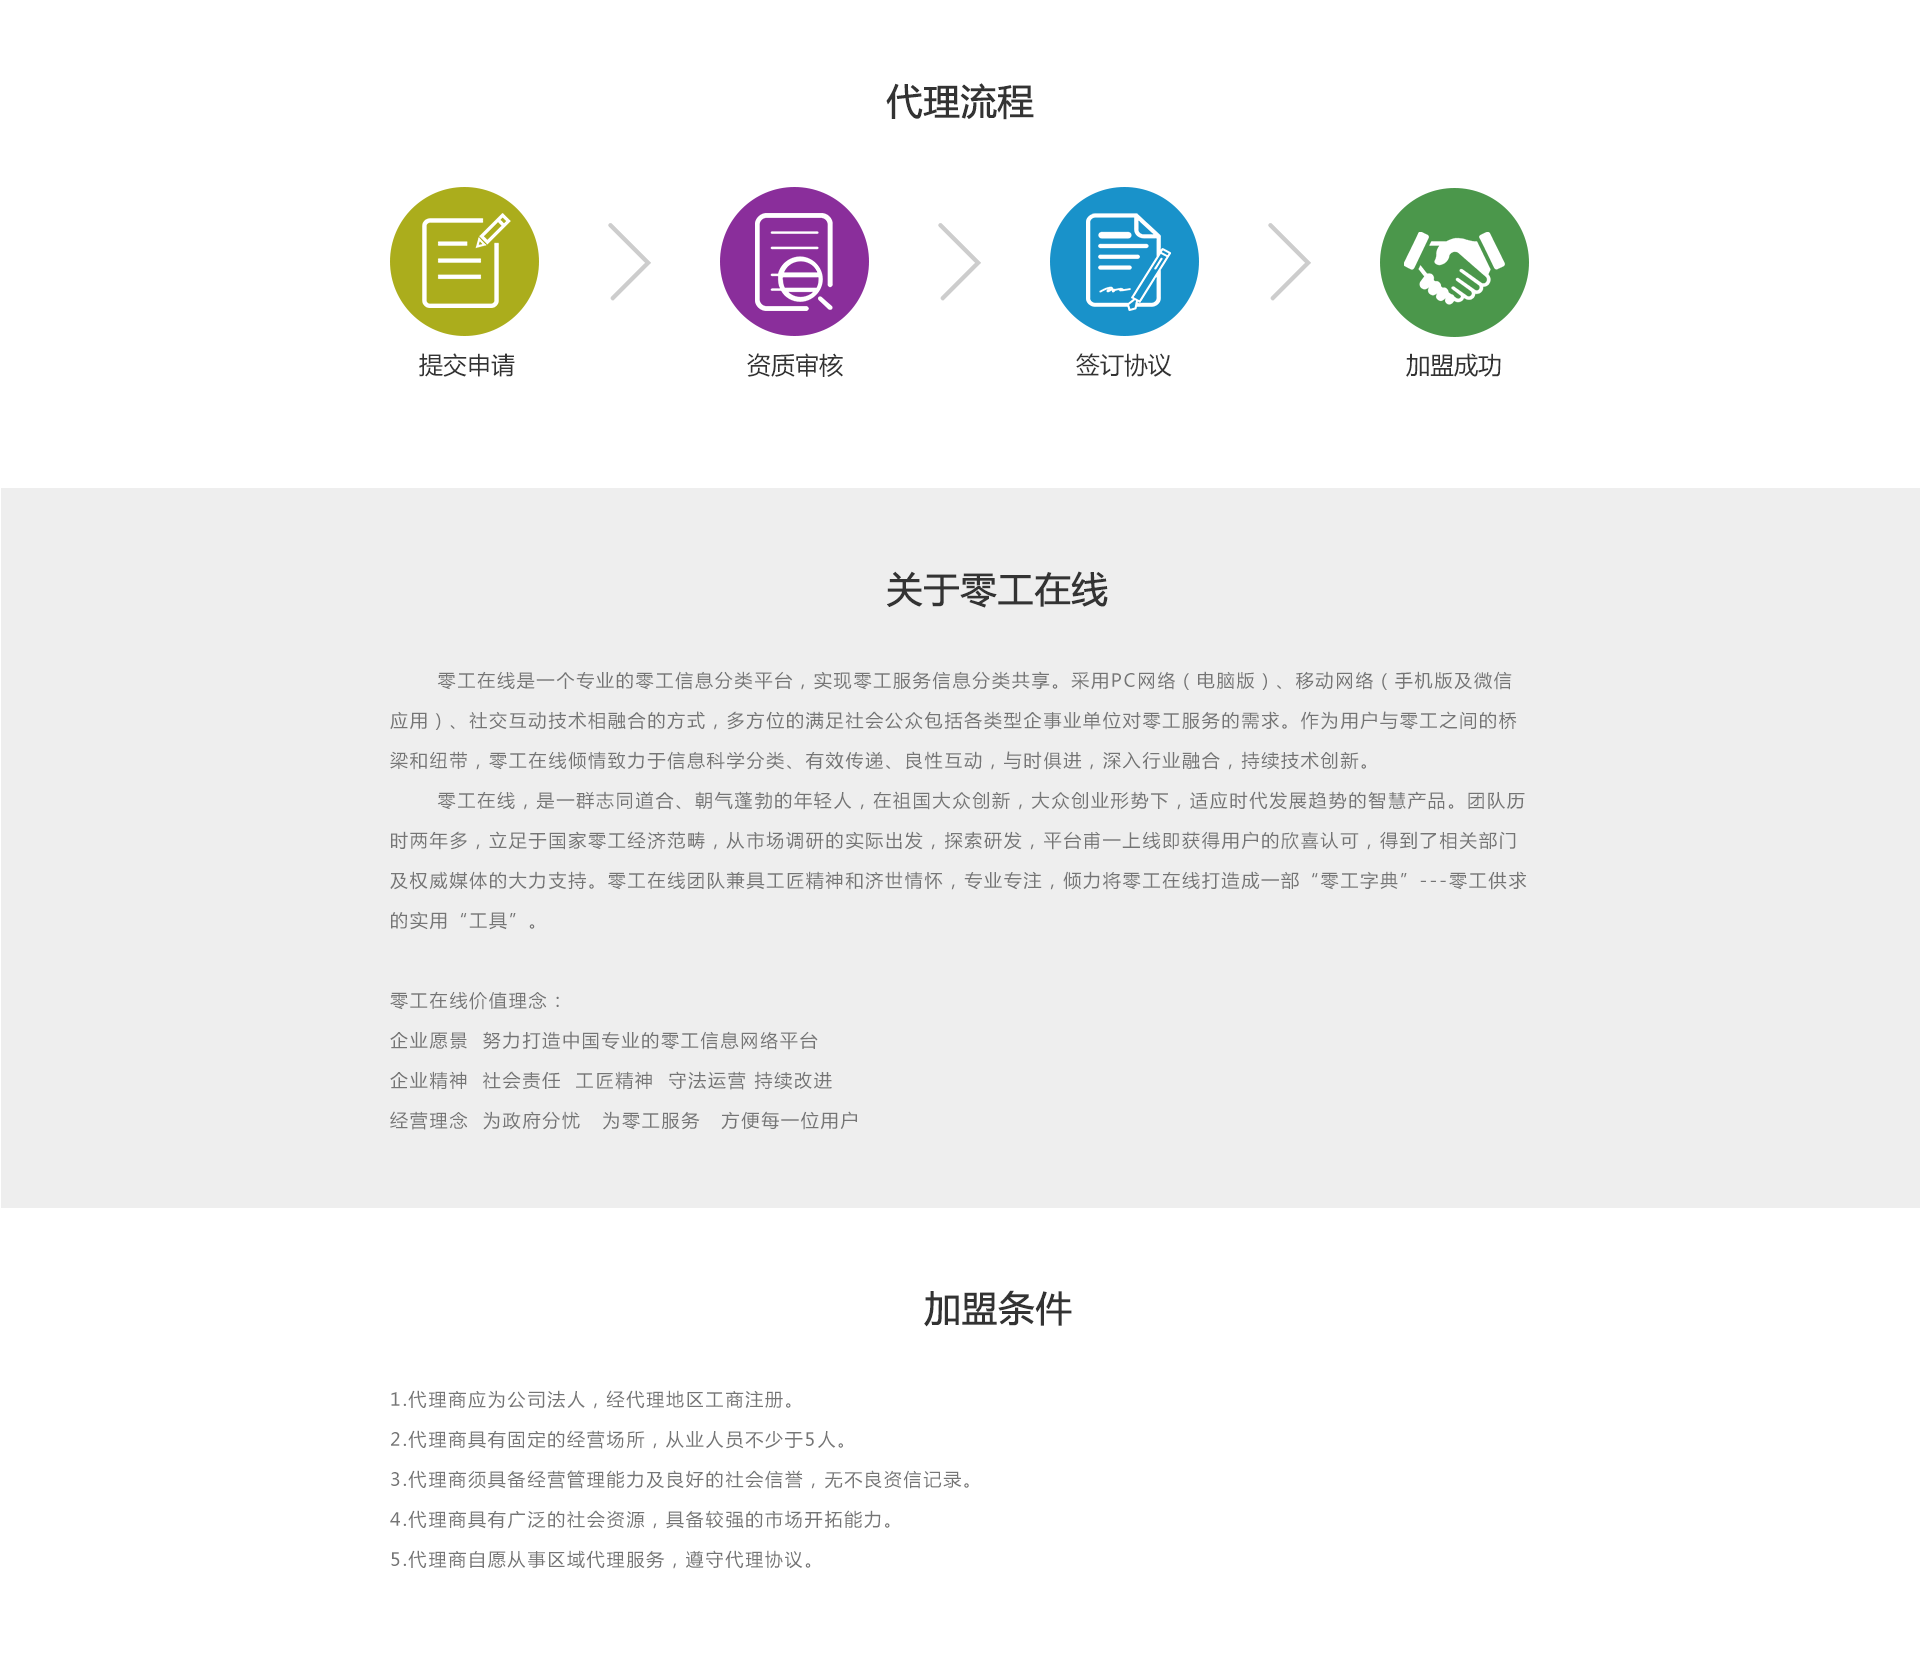 代理流程
提交申请
资质审核
签订协议
加盟成功
关于零工在线
零工在线是一个专业的零工信息分类平台，实现零工服务信息分类共享。采用PC网络（电脑版）、移动网络（手机版及微信
应用）、社交互动技术相融合的方式，多方位的满足社会公众包括各类型企事业单位对零工服务的需求。作为用户与零工之间的桥
梁和纽带，零工在线倾情致力于信息科学分类、有效传递、良性互动，与时俱进，深入行业融合，持续技术创新。
零工在线，是一群志同道合、朝气蓬勃的年轻人，在祖国大众创新，大众创业形势下，适应时代发展趋势的智慧产品。团队历
时两年多，立足于国家零工经济范畴，从市场调研的实际出发，探索研发，平台甫一上线即获得用户的欣喜认可，得到了相关部门
及权威媒体的大力支持。零工在线团队兼具工匠精神和济世情怀，专业专注，倾力将零工在线打造成一部“零工字典”---零工供求
的实用“工具”。
零工在线价值理念：
企业愿景  努力打造中国专业的零工信息网络平台
企业精神  社会责任  工匠精神  守法运营 持续改进
经营理念  为政府分忧   为零工服务   方便每一位用户
加盟条件
1.代理商应为公司法人，经代理地区工商注册。
2.代理商具有固定的经营场所，从业人员不少于5人。
3.代理商须具备经营管理能力及良好的社会信誉，无不良资信记录。
4.代理商具有广泛的社会资源，具备较强的市场开拓能力。
5.代理商自愿从事区域代理服务，遵守代理协议。